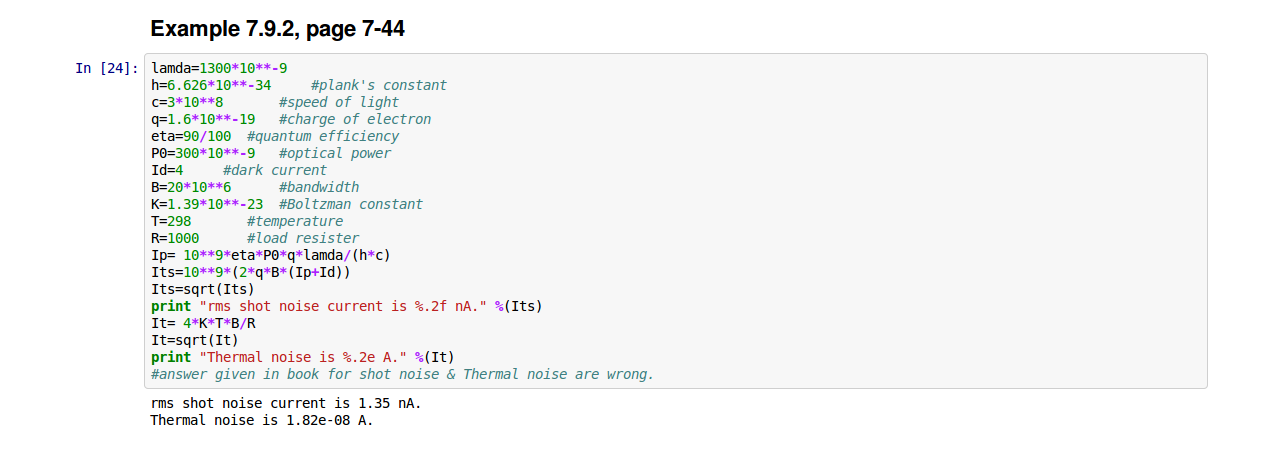 Example 7.9.2, page 7-44
In [24]: lamda=1300*10**-9
h=6.626*10**-34     #plank's constant
c=3*10**8       #speed of light
q=1.6*10**-19   #charge of electron
eta=90/100  #quantum efficiency
P0=300*10**-9   #optical power
Id=4     #dark current
B=20*10**6      #bandwidth
K=1.39*10**-23  #Boltzman constant
T=298       #temperature
R=1000      #load resister
Ip= 10**9*eta*P0*q*lamda/(h*c)
Its=10**9*(2*q*B*(Ip+Id))
Its=sqrt(Its)
print "rms shot noise current is %.2f nA." %(Its)
It= 4*K*T*B/R
It=sqrt(It)
print "Thermal noise is %.2e A." %(It)
#answer given in book for shot noise & Thermal noise are wrong.
rms shot noise current is 1.35 nA.
Thermal noise is 1.82e-08 A.